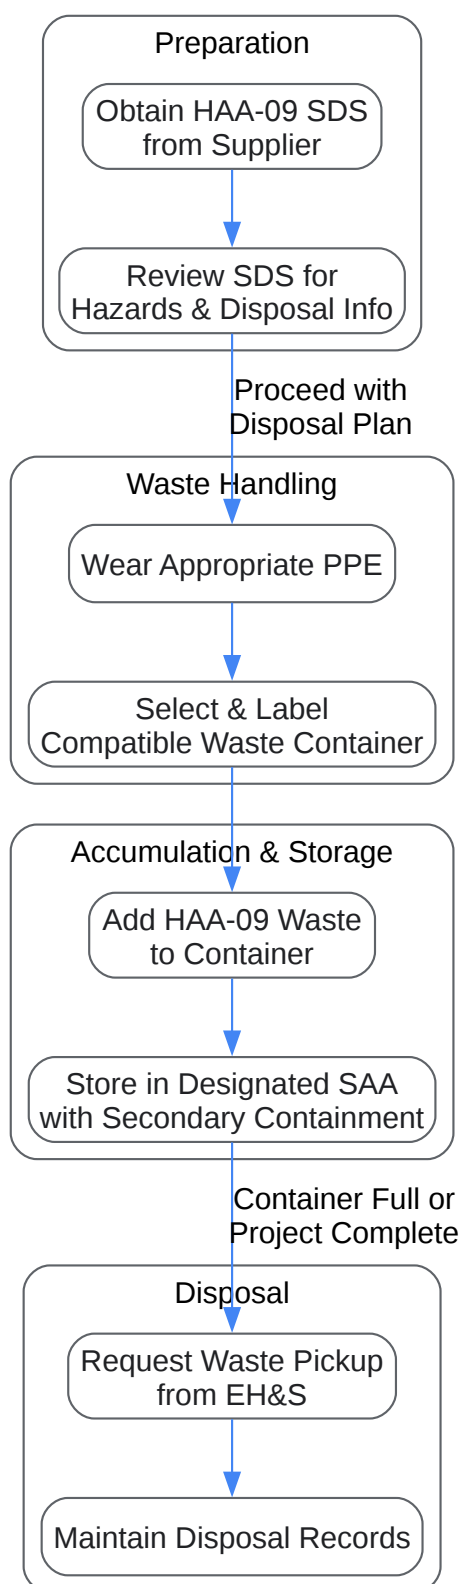 Preparation
Obtain HAA-09 SDS
from Supplier
Review SDS for
Hazards & Disposal Info
Proceed with
Disposal Plan
Waste Handling
Wear Appropriate PPE
Select & Label
Compatible Waste Container
Accumulation & Storage
Add HAA-09 Waste
to Container
Store in Designated SAA
with Secondary Containment
Container Full or
Project Complete
Disposal
Request Waste Pickup
from EH&S
Maintain Disposal Records